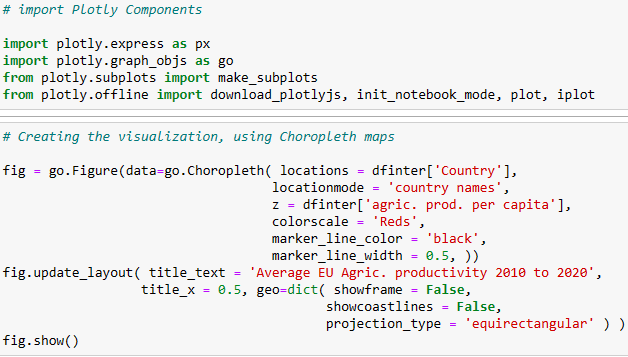 # import Plotly Components
import plotly.express as px
import plotly.graph_objs as go
from plotly.subplots import make_subplots
from plotly.offline import download_plotlyjs, init_notebook_mode, plot, iplot
# Creating the visualization, using Choropleth maps
fig = go.Figure(data=go.Choropleth( locations = dfinter['Country'],
locationmode = 'country names',
z = dfinter['agric. prod. per capita'],
colorscale = 'Reds',
marker_line_color = 'black',
marker_line_width = 0.5, ))
fig.update_layout( title_text = 'Average EU Agric. productivity 2010 to 2020',
title_x = 0.5, geo=dict( showframe = False,
showcoastlines = False,
projection_type = 'equirectangular' ) )
fig.show()